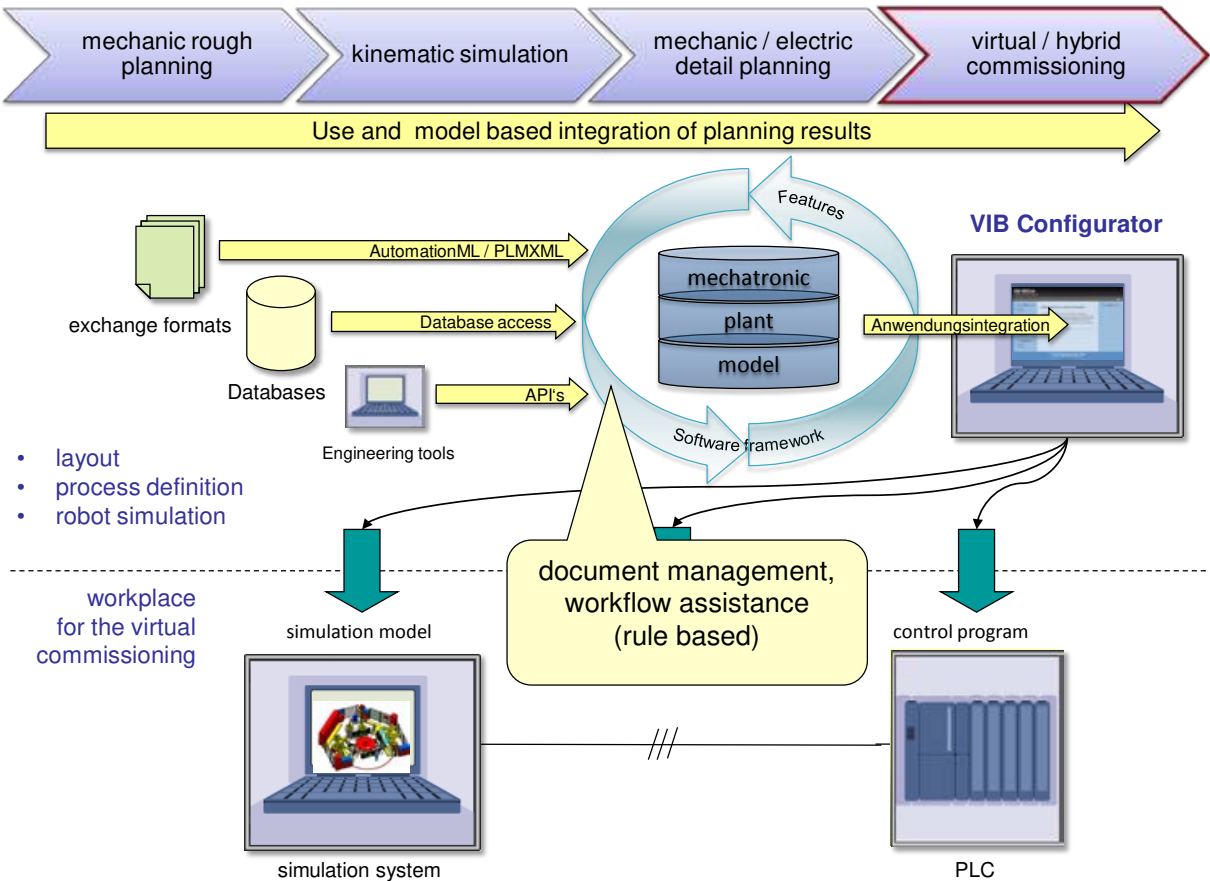 mechanic rough
planning
kinematic simulation
mechanic / electric
detail planning
virtual / hybrid
commissioning
Use and model based integration of planning results
Features
VIB Configurator
AutomationML / PLMXML
exchange formats
mechatronic
plant
model
Database access
Anwendungsintegration
Databases
API‘s
Engineering tools
Software framework
• layout
• process definition
• robot simulation
document management,
workflow assistance
(rule based)
workplace
for the virtual
commissioning
simulation model
control program
simulation system
PLC